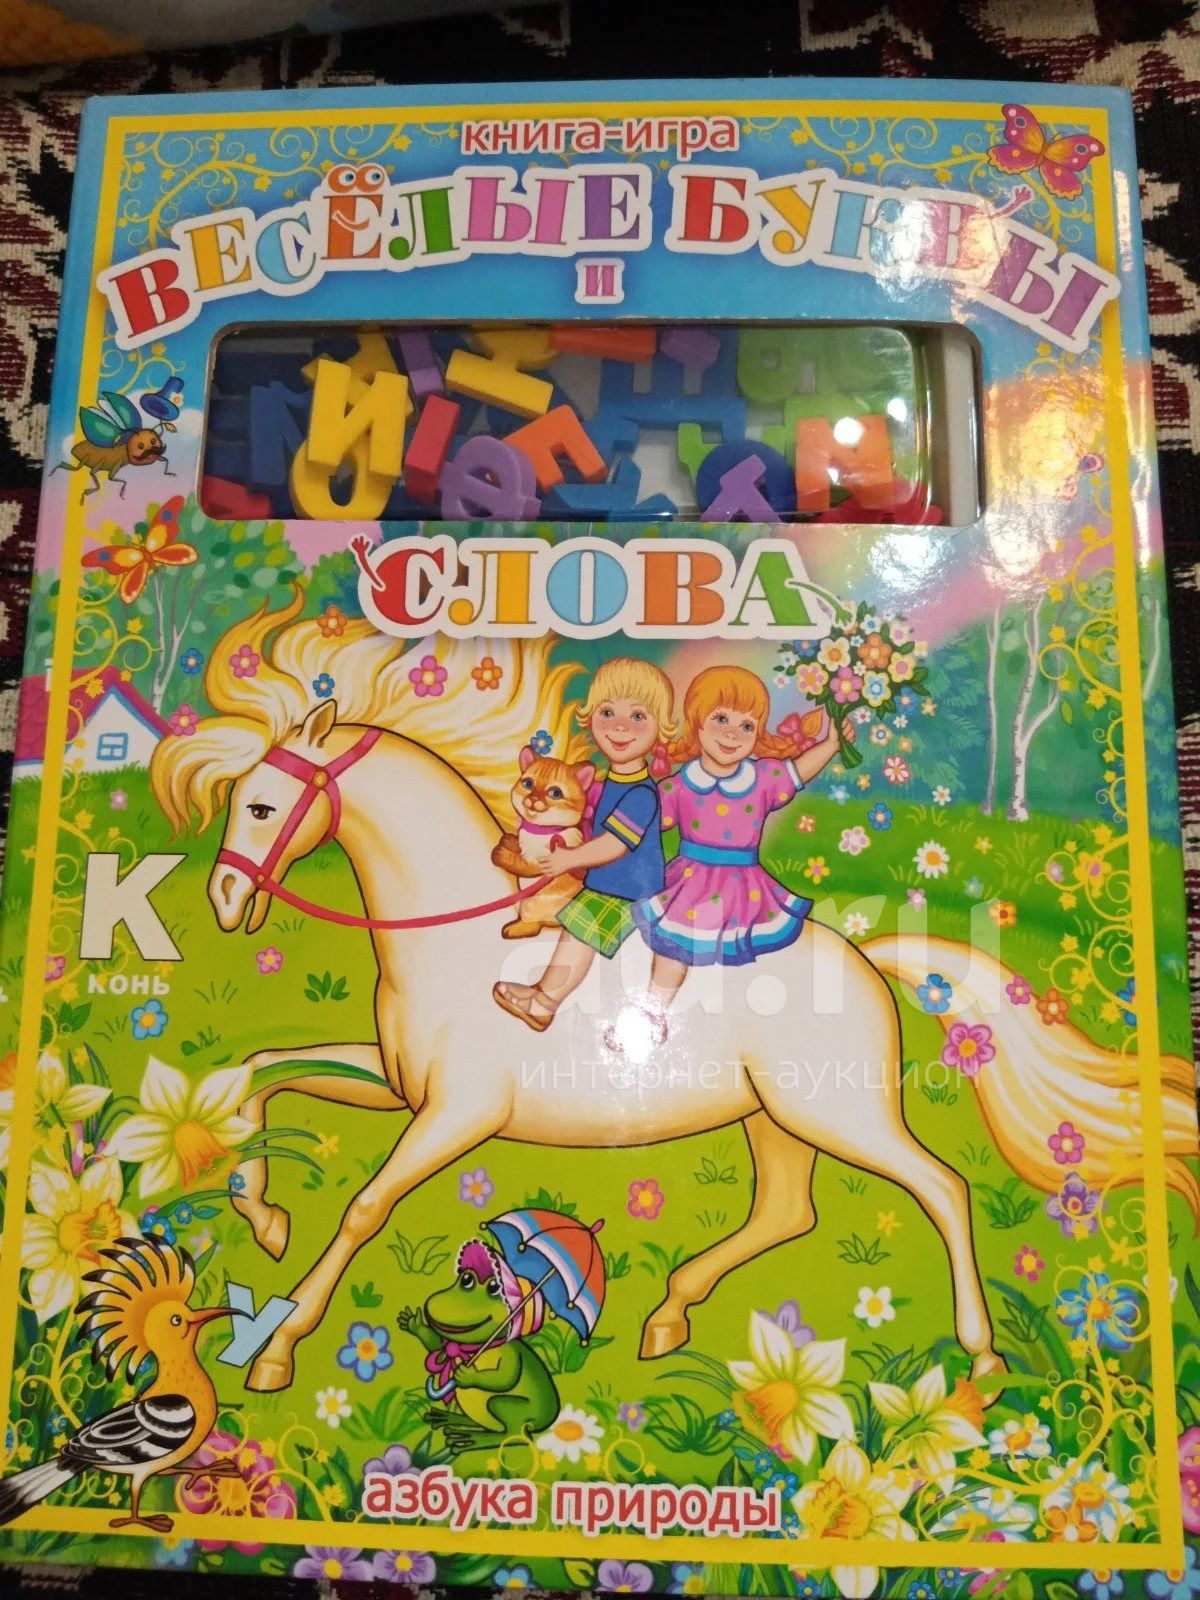 книга-игра
ВЕСЁЛЫЕ БУКВЫ
И
СЛОВА
К
конь
au.ru
интернет-аукцион
У
азбука природы